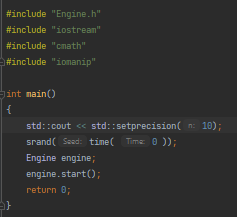 #include "Engine.h"
#include "iostream"
#include "cmath"
#include "iomanip"
int main()
{
std::cout << std::setprecision( n: 10);
srand( Seed: time( Time: 0 ));
Engine engine;
engine.start();
return 0;
}